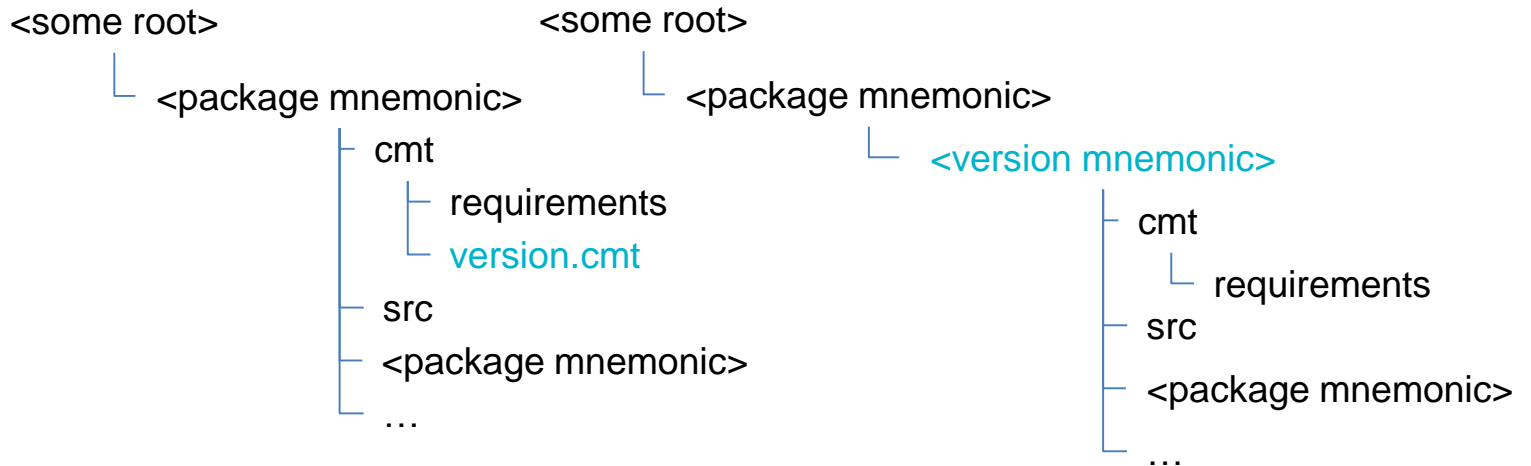 <some root>
<package mnemonic>
cmt
requirements
version.cmt
src
<package mnemonic>
…
<some root>
<package mnemonic>
<version mnemonic>
cmt
requirements
src
<package mnemonic>
…